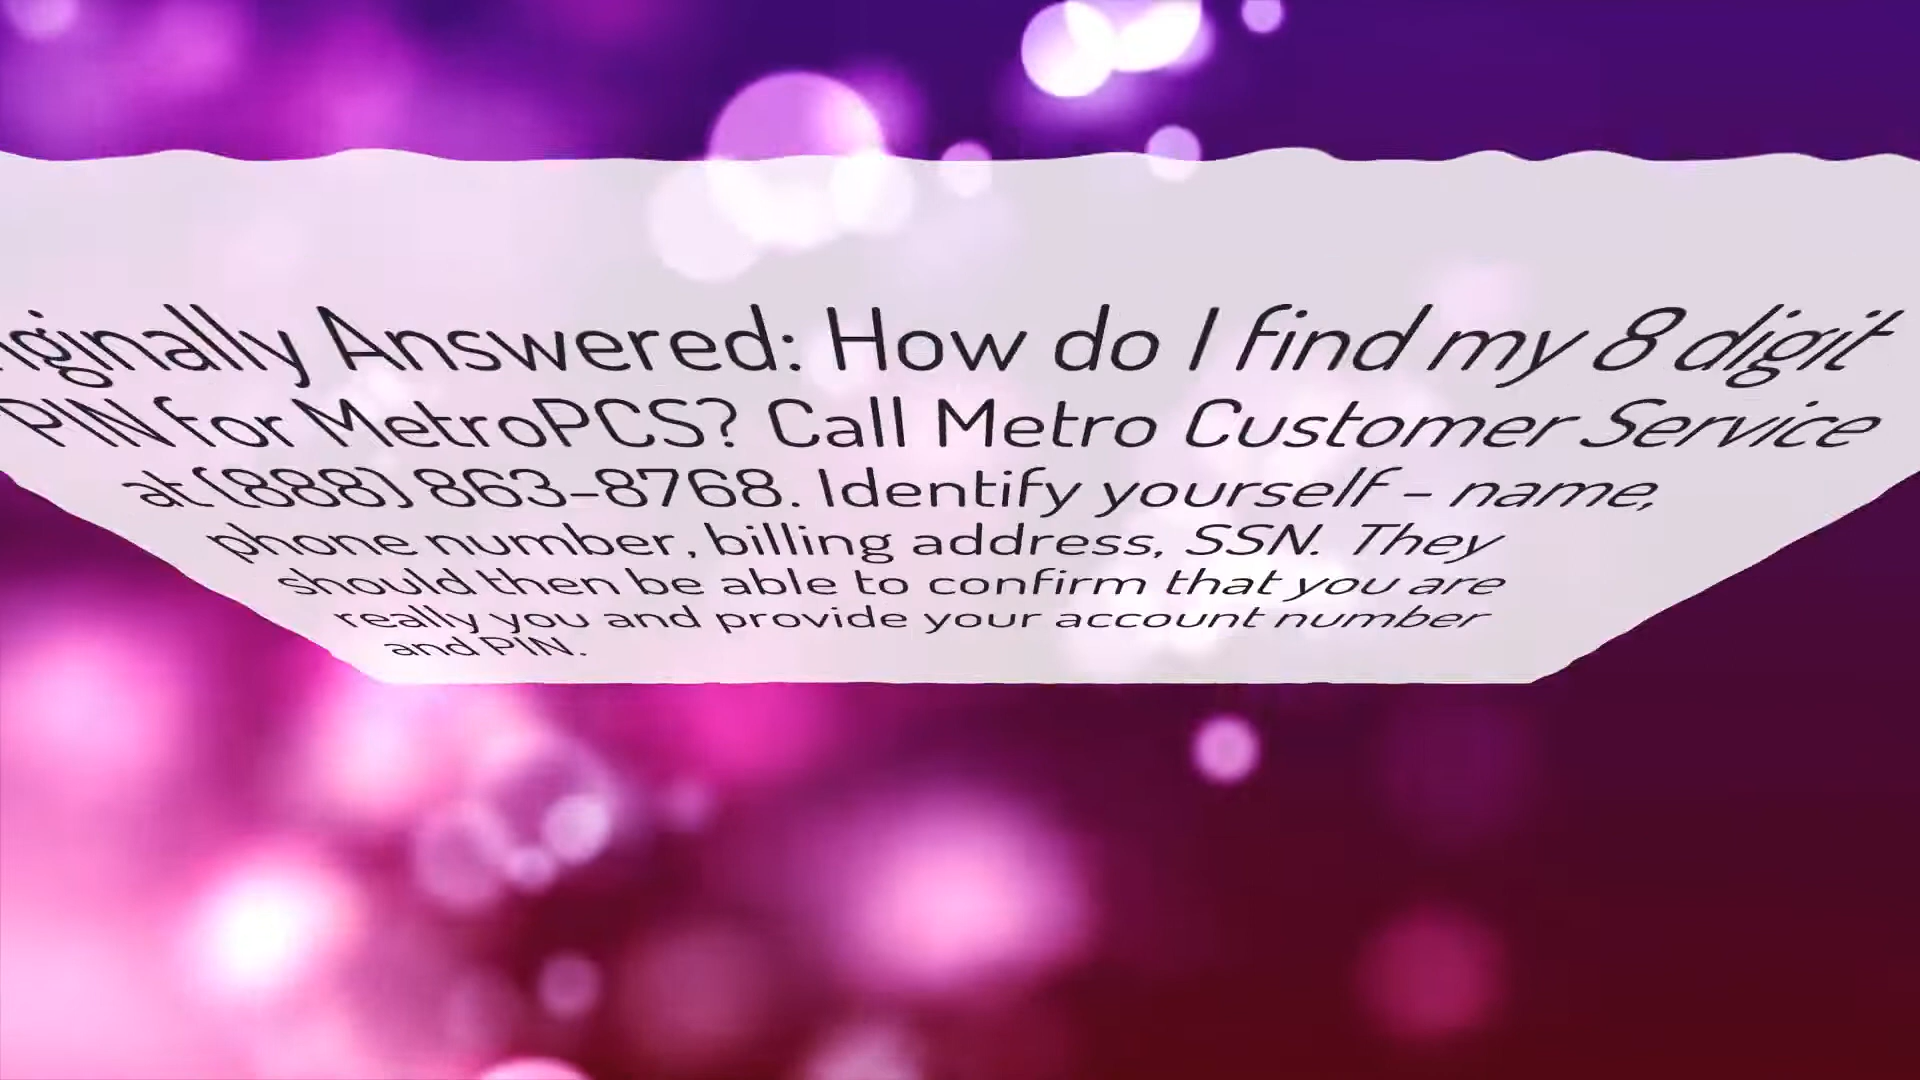 iginally Answered: How do I find my 8 digit
PIN for MetroPCS? Call Metro Customer Service
at (888) 863-8768. Identify yourself - name,
phone number, billing address, SSN. They
should then be able to confirm that you are
really you and provide your account number
and PIN.